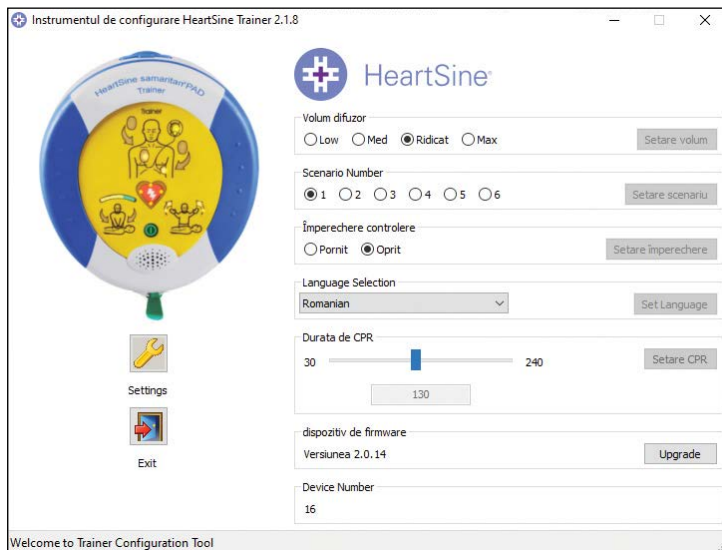 Instrumentul de configurare HeartSine Trainer 2.1.8
HeartSine samaritan PAD
Trainer
Trainer
HeartSine
Volum difuzor
Low Med Ridicat Max Setare volum
Scenario Number
1 2 3 4 5 6 Setare scenariu
Împerechere controlere
Pornit Oprit Setare împerechere
Language Selection
Romanian Set Language
Durata de CPR
30 240 Setare CPR
130
Settings
dispozitiv de firmware
Versiunea 2.0.14 Upgrade
Exit
Device Number
16
Welcome to Trainer Configuration Tool